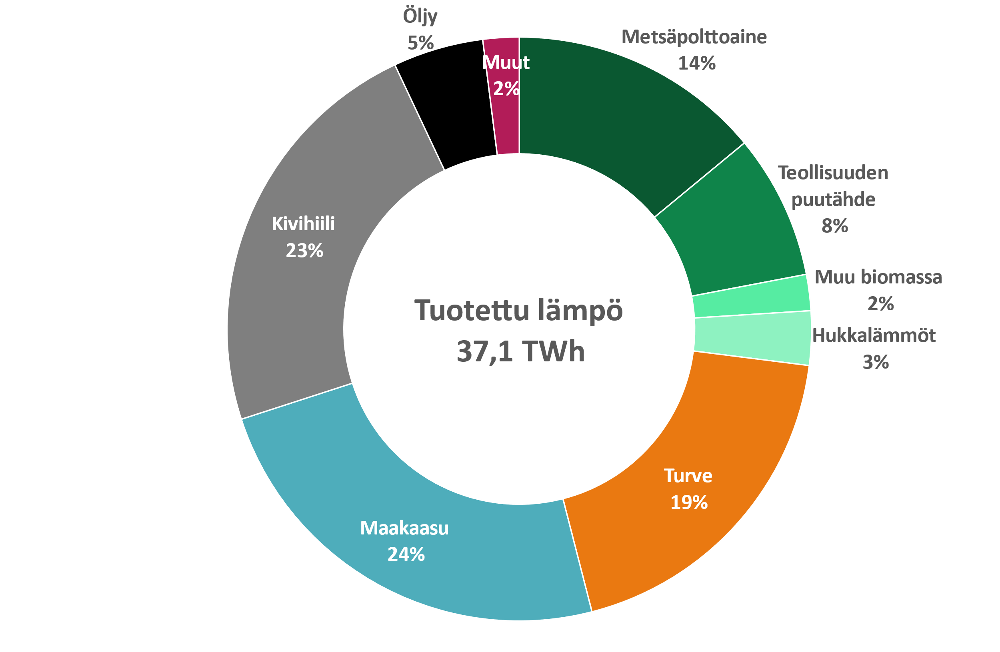 Öljy
5%
Muut
2%
Metsäpolttoaine
14%
Teollisuuden
puutähde
8%
Muu biomassa
2%
Hukkalämmöt
3%
Kivihiili
23%
Tuotettu lämpö
37,1 TWh
Turve
19%
Maakaasu
24%